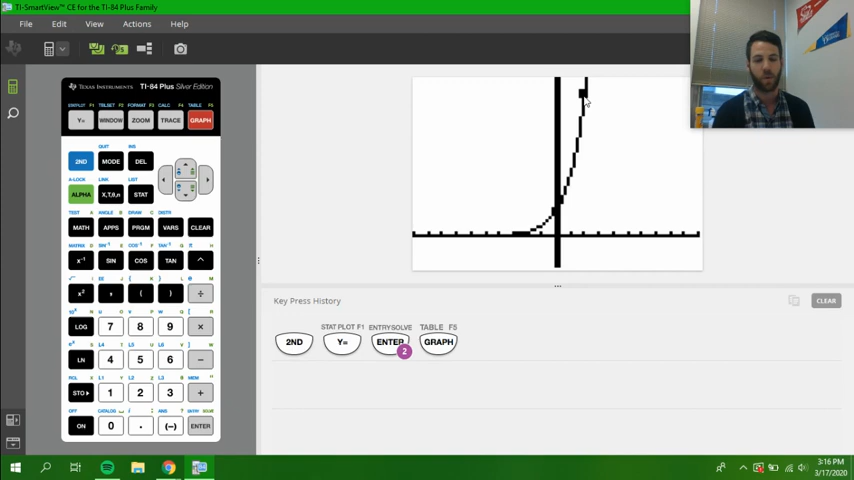 TI-SmartView™ CE for the TI-84 Plus Family
File View Actions Help
TEXAS INSTRUMENTS TI-84 Plus Silver Edition
STAT PLOT F1 TBLSET F2 FORMAT F3 CALC F4 TABLE F5
Y= WINDOW ZOOM TRACE GRAPH
QUIT INS
2ND MODE DEL
A-LOCK LINK LIST
ALPHA X,T,θ,n STAT
TEST A ANGLE B DRAW C DISTR
MATH APPS PRGM VARS CLEAR
MATRIX D SIN⁻¹ E COS⁻¹ F TAN⁻¹ G π H
x⁻¹ SIN COS TAN ^
√ I EE J { K } L e M
x² , ( ) ÷
10ˣ N u O v P w Q [ R
LOG 7 8 9 ×
eˣ S L4 T L5 U L6 V ] W
LN 4 5 6 −
RCL X L1 Y L2 Z L3 θ MEM "
STO▸ 1 2 3 +
OFF CATALOG i : ANS ? ENTRY SOLVE
ON 0 . (−) ENTER
Key Press History
CLEAR
STAT PLOT F1 ENTRY SOLVE TABLE F5
2ND Y= ENTER GRAPH
2
3:16 PM
3/17/2020